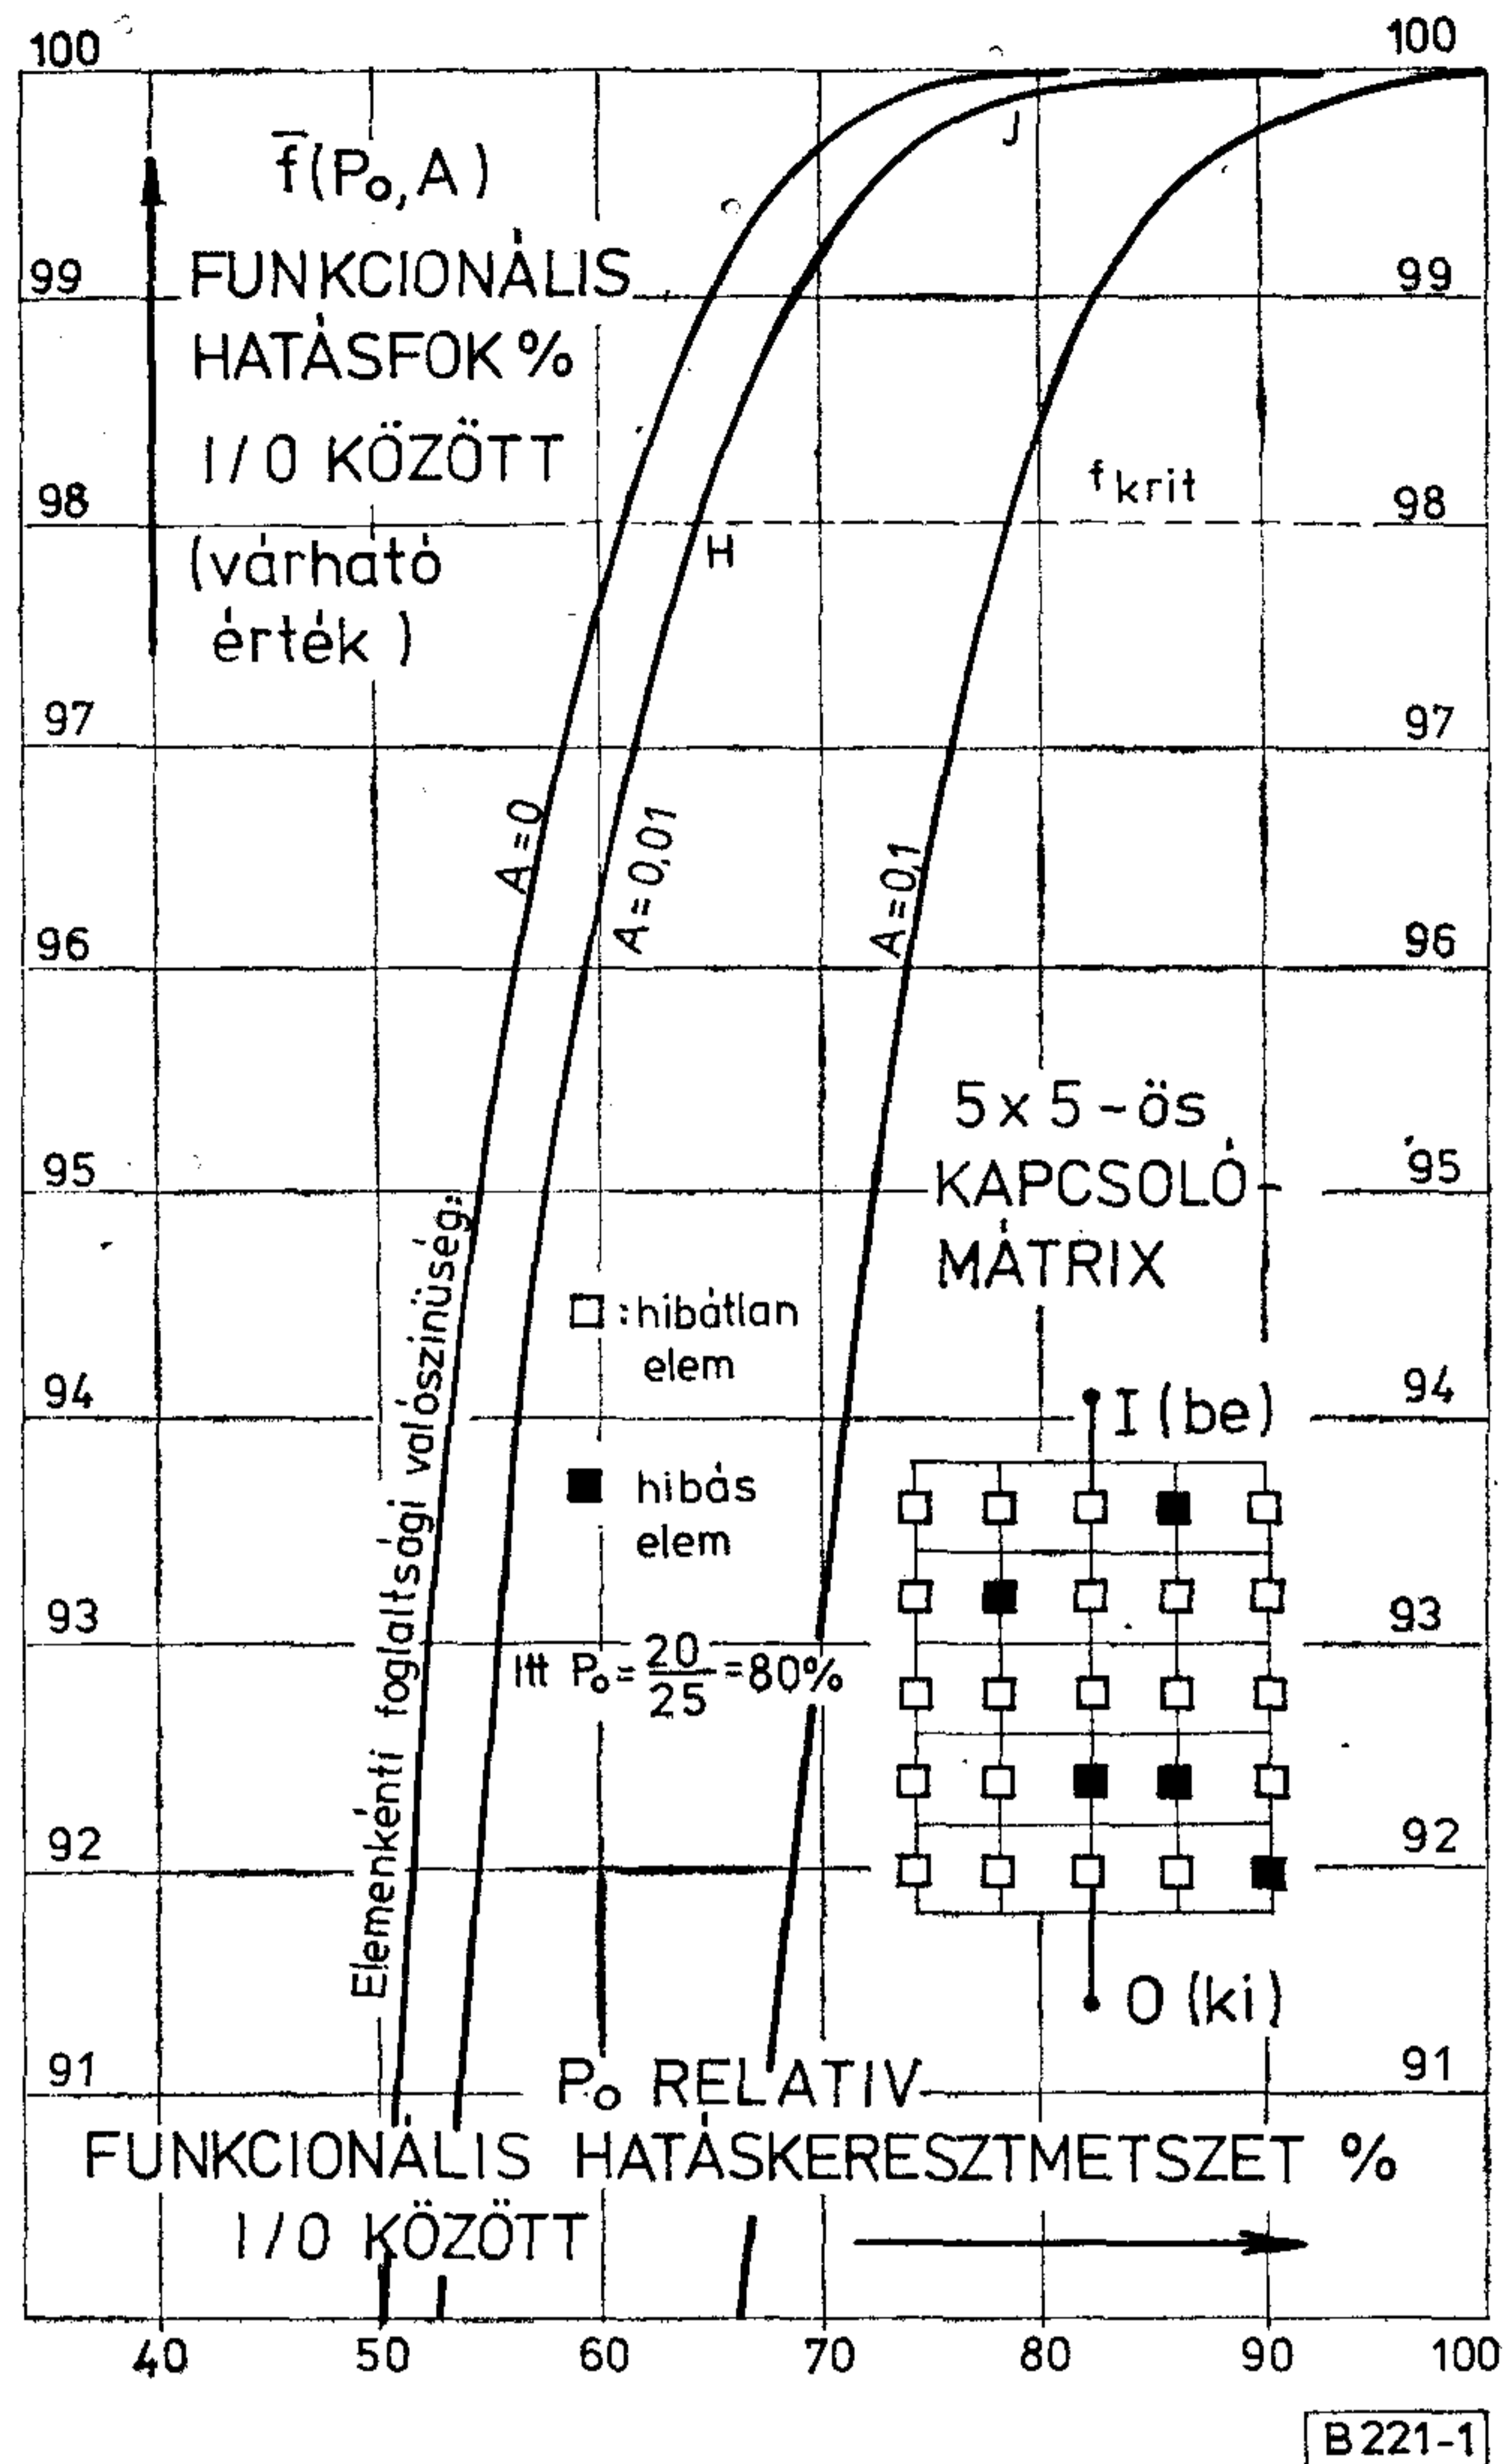 100
100
f̅(P₀,A)
FUNKCIONÁLIS
HATÁSFOK %
I/O KÖZÖTT
(várható
érték)
J
99
99
fkrit
98
98
H
97
97
A=0
A=0,01
A=0,1
96
96
5x5-ös
KAPCSOLÓ-
MÁTRIX
95
95
Elemenkénti foglaltsági valószinüség:
□ :hibátlan
elem
94
94
I (be)
■ hibás
elem
93
93
Itt P₀=20/25=80%
92
92
O (ki)
91
91
P₀ RELATIV
FUNKCIONÁLIS HATÁSKERESZTMETSZET %
I/O KÖZÖTT
40
50
60
70
80
90
100
B221-1